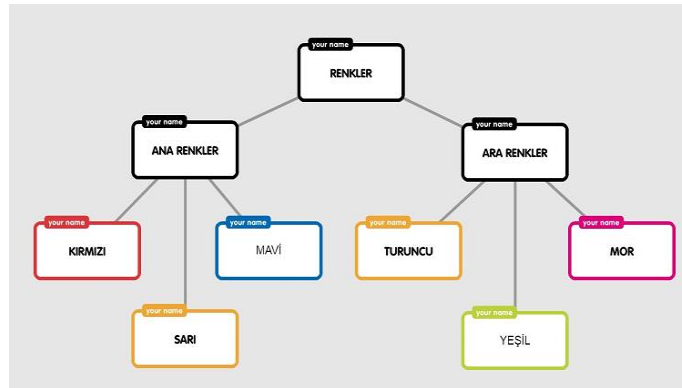 your name
RENKLER
your name
ANA RENKLER
your name
ARA RENKLER
your name
KIRMIZI
your name
MAVİ
your name
TURUNCU
your name
MOR
your name
SARI
your name
YEŞİL